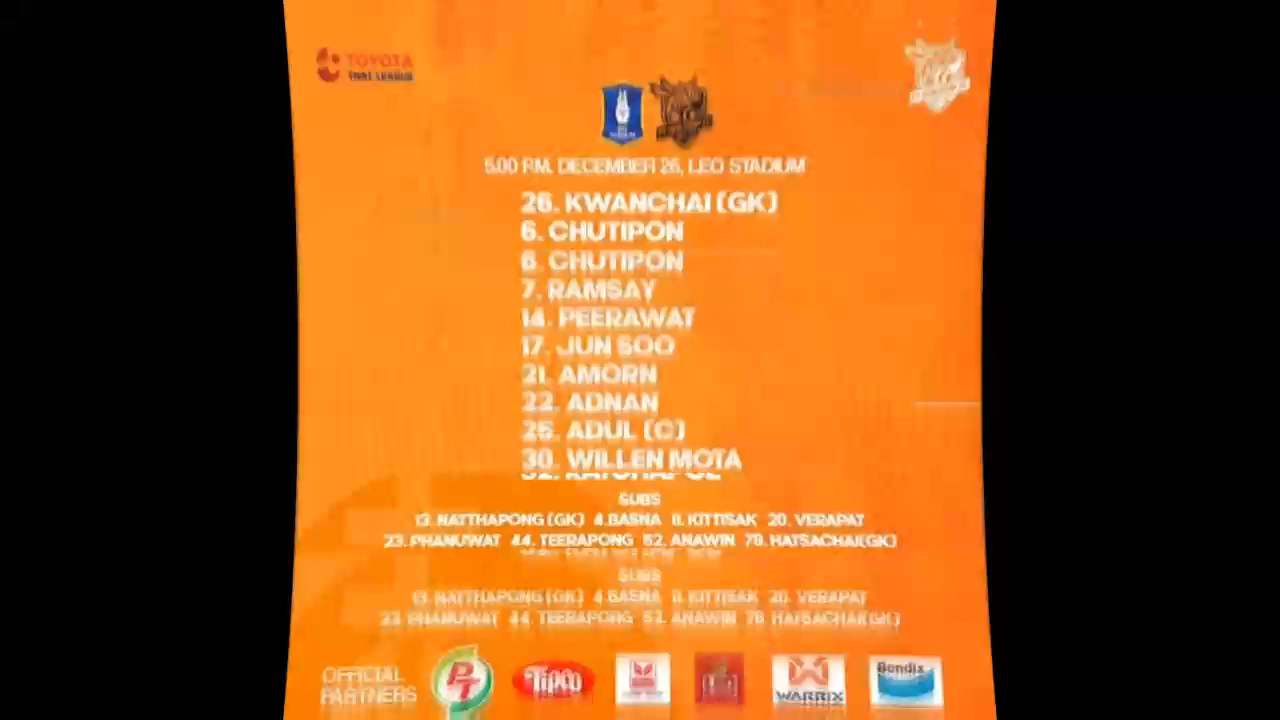 TOYOTA
THAI LEAGUE
5.00 P.M. DECEMBER 26, LEO STADIUM
26. KWANCHAI (GK)
6. CHUTIPON
6. CHUTIPON
7. RAMSAY
14. PEERAWAT
17. JUN SOO
21. AMORN
22. ADNAN
25. ADUL (C)
30. WILLEN MOTA
SUBS
13. NATTHAPONG (GK) 4.BASNA 11. KITTISAK 20. VERAPAT
23. PHANUWAT 44. TEERAPONG 52. ANAWIN 78. HATSACHAI(GK)
SUBS
13. NATTHAPONG (GK) 4.BASNA 11. KITTISAK 20. VERAPAT
23. PHANUWAT 44. TEERAPONG 52. ANAWIN 78. HATSACHAI(GK)
OFFICIAL
PARTNERS
PT
Tipco
WARRIX
Bendix